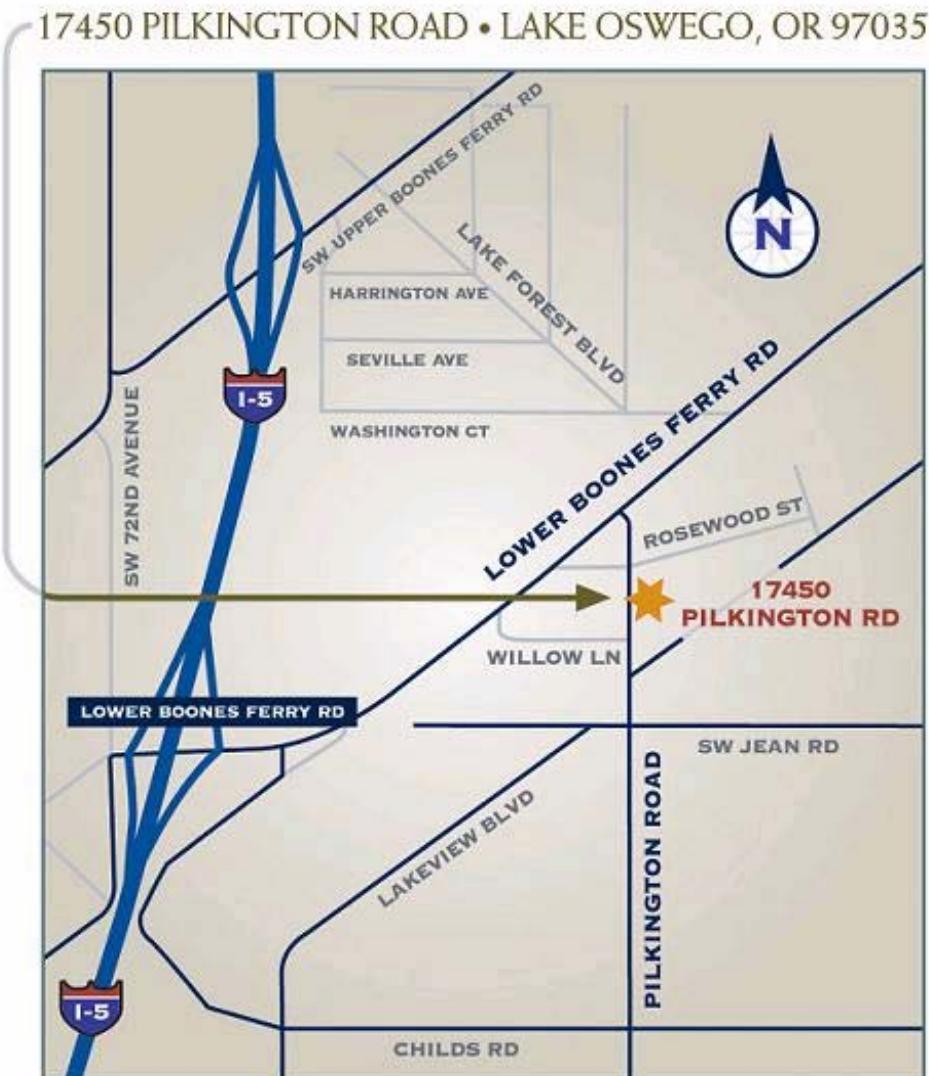 17450 PILKINGTON ROAD • LAKE OSWEGO, OR 97035
SW UPPER BOONES FERRY RD
N
LAKE FOREST BLVD
HARRINGTON AVE
SEVILLE AVE
I-5
WASHINGTON CT
SW 72ND AVENUE
LOWER BOONES FERRY RD
ROSEWOOD ST
17450
PILKINGTON RD
WILLOW LN
LOWER BOONES FERRY RD
SW JEAN RD
LAKEVIEW BLVD
PILKINGTON ROAD
I-5
CHILDS RD